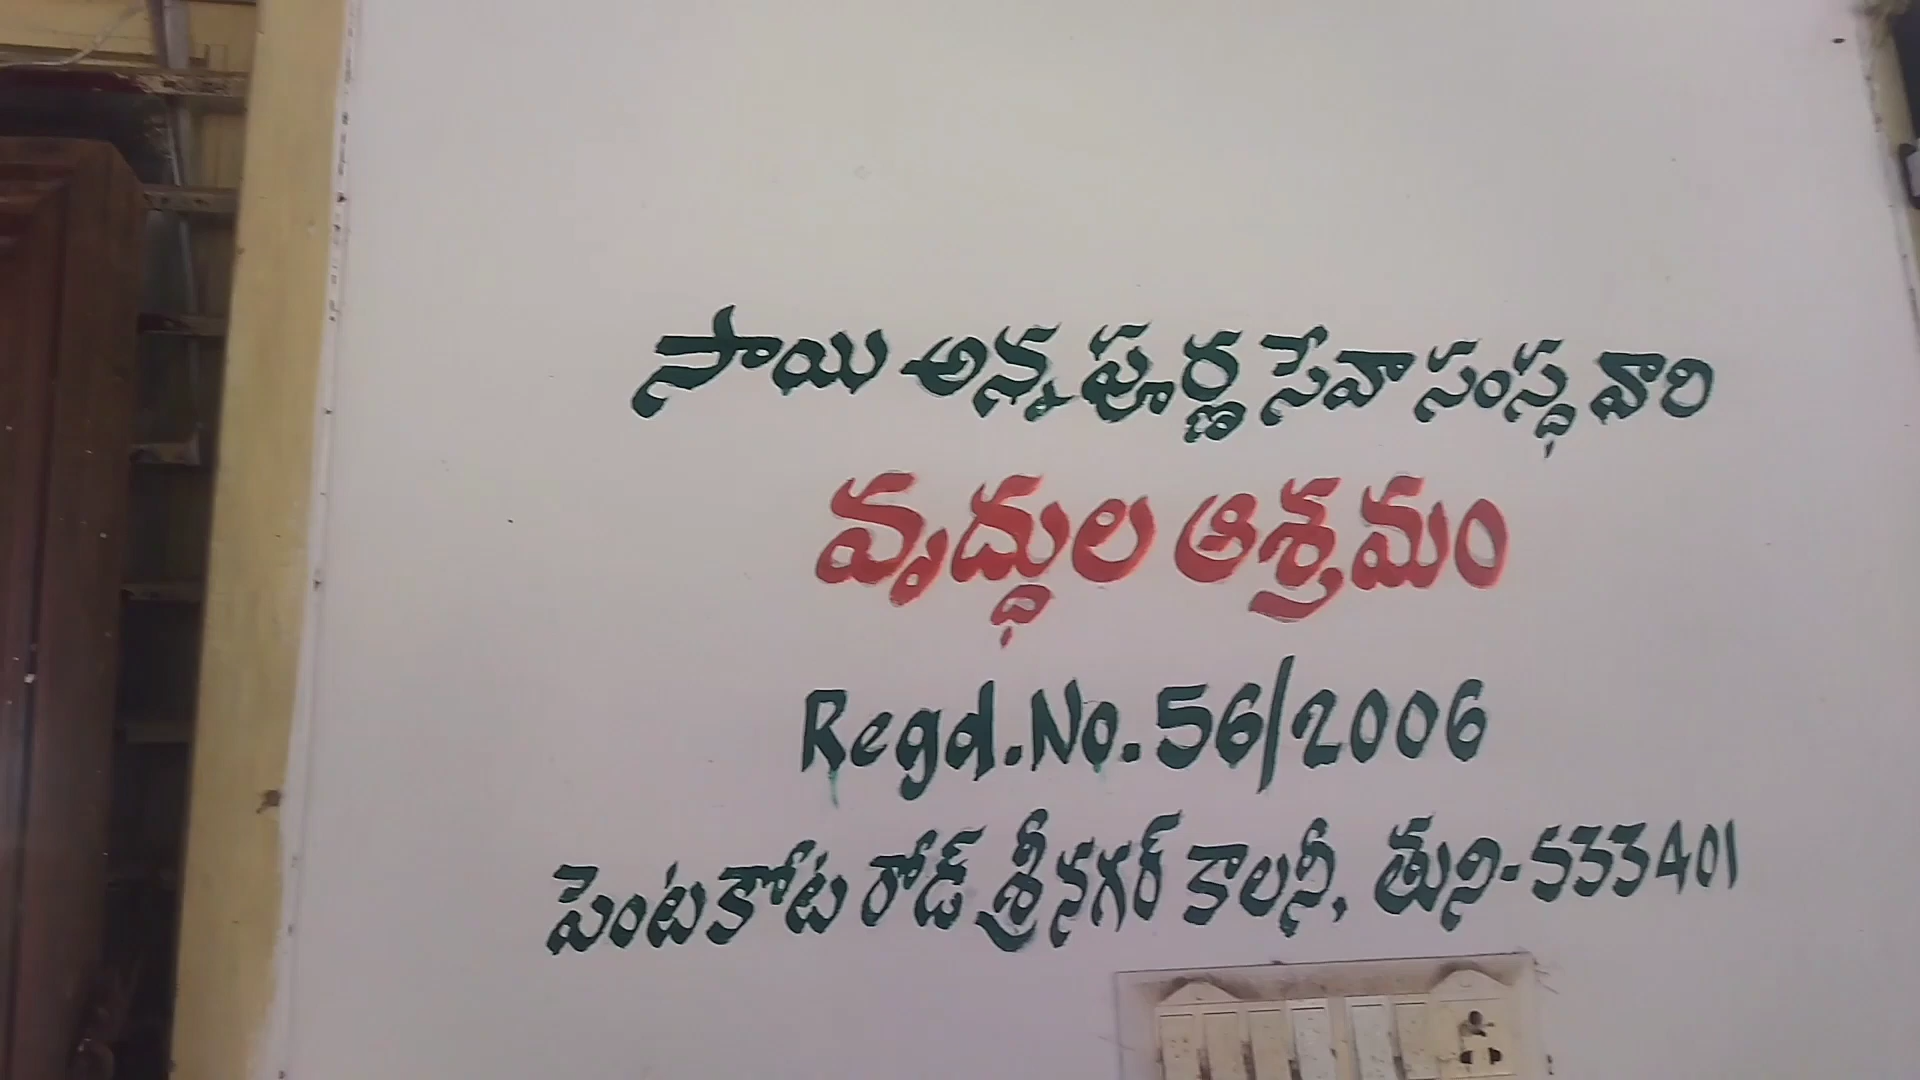 సాయి అన్నపూర్ణ సేవా సంస్థ వారి
వృద్ధుల ఆశ్రమం
Regd.No.56/2006
పెంటకోట రోడ్ శ్రీనగర్ కాలనీ, తుని-533401